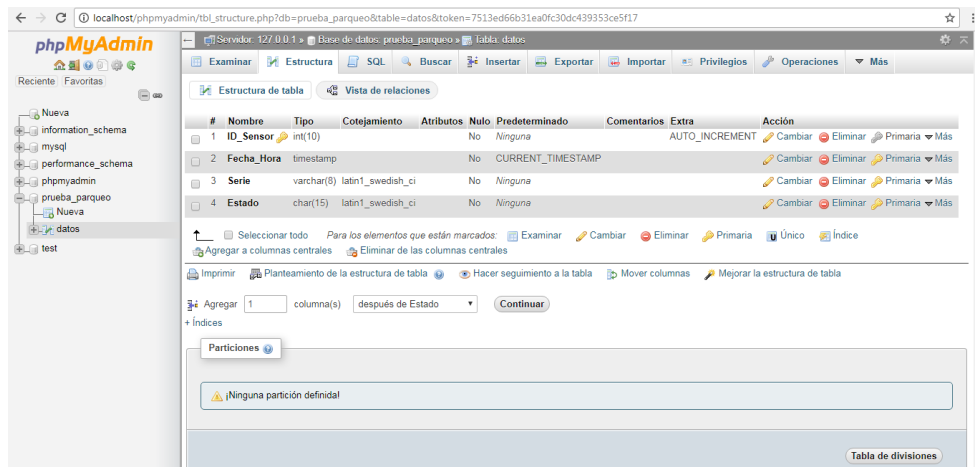 localhost/phpmyadmin/tbl_structure.php?db=prueba_parqueo&table=datos&token=7513ed66b31ea0fc30dc439353ce5f17
phpMyAdmin
Reciente Favoritas
Nueva
information_schema
mysql
performance_schema
phpmyadmin
prueba_parqueo
Nueva
datos
test
Servidor: 127.0.0.1 » Base de datos: prueba_parqueo » Tabla: datos
Examinar Estructura SQL Buscar Insertar Exportar Importar Privilegios Operaciones Más
Estructura de tabla Vista de relaciones
# Nombre Tipo Cotejamiento Atributos Nulo Predeterminado Comentarios Extra Acción
1 ID_Sensor int(10) No Ninguna AUTO_INCREMENT Cambiar Eliminar Primaria Más
2 Fecha_Hora timestamp No CURRENT_TIMESTAMP Cambiar Eliminar Primaria Más
3 Serie varchar(8) latin1_swedish_ci No Ninguna Cambiar Eliminar Primaria Más
4 Estado char(15) latin1_swedish_ci No Ninguna Cambiar Eliminar Primaria Más
Seleccionar todo Para los elementos que están marcados: Examinar Cambiar Eliminar Primaria Único Índice
Agregar a columnas centrales Eliminar de las columnas centrales
Imprimir Planteamiento de la estructura de tabla Hacer seguimiento a la tabla Mover columnas Mejorar la estructura de tabla
Agregar 1 columna(s) después de Estado Continuar
+ Índices
Particiones
¡Ninguna partición definida!
Tabla de divisiones